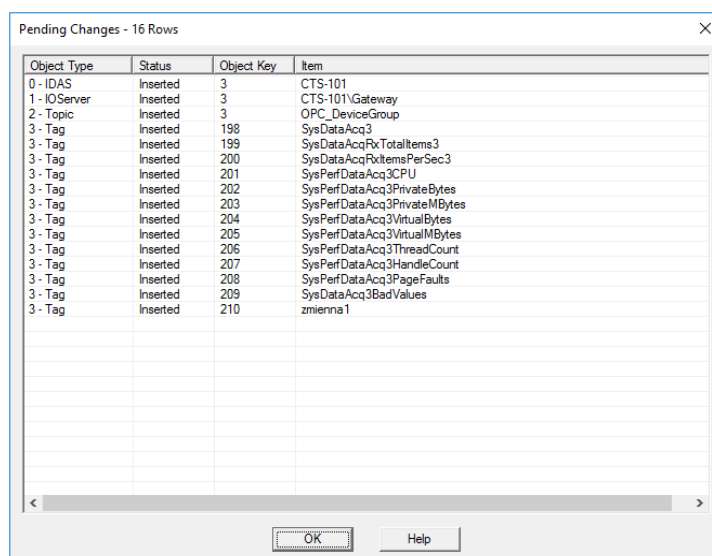 Pending Changes - 16 Rows
Object Type Status Object Key Item
0 - IDAS Inserted 3 CTS-101
1 - IOServer Inserted 3 CTS-101\Gateway
2 - Topic Inserted 3 OPC_DeviceGroup
3 - Tag Inserted 198 SysDataAcq3
3 - Tag Inserted 199 SysDataAcqRxTotalItems3
3 - Tag Inserted 200 SysDataAcqRxItemsPerSec3
3 - Tag Inserted 201 SysPerfDataAcq3CPU
3 - Tag Inserted 202 SysPerfDataAcq3PrivateBytes
3 - Tag Inserted 203 SysPerfDataAcq3PrivateMBytes
3 - Tag Inserted 204 SysPerfDataAcq3VirtualBytes
3 - Tag Inserted 205 SysPerfDataAcq3VirtualMBytes
3 - Tag Inserted 206 SysPerfDataAcq3ThreadCount
3 - Tag Inserted 207 SysPerfDataAcq3HandleCount
3 - Tag Inserted 208 SysPerfDataAcq3PageFaults
3 - Tag Inserted 209 SysDataAcq3BadValues
3 - Tag Inserted 210 zmienna1
OK Help